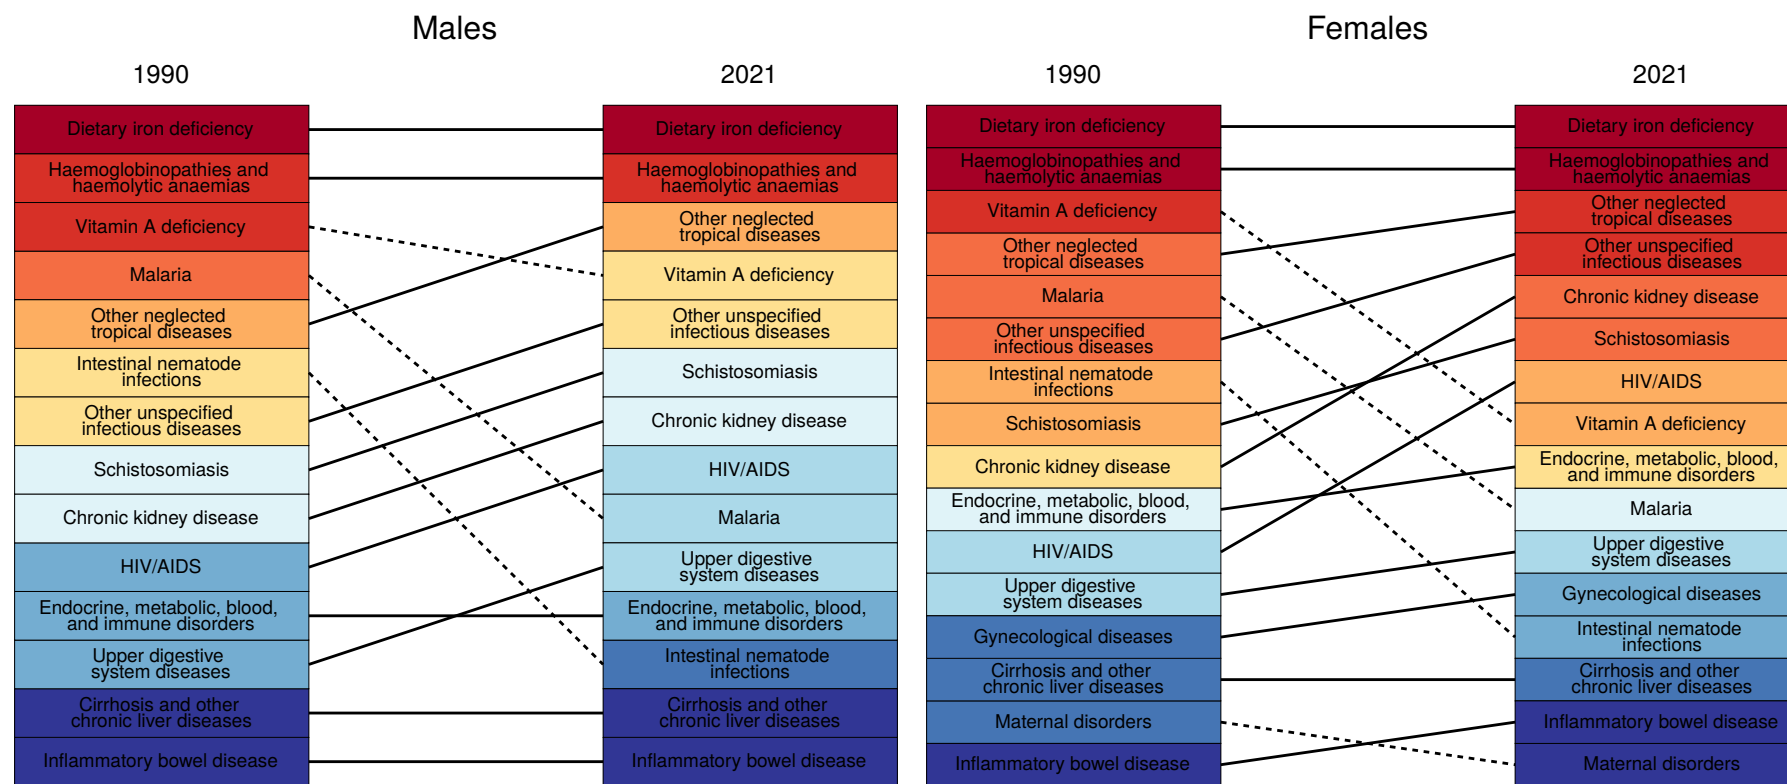 Males
1990
2021
Dietary iron deficiency
Haemoglobinopathies and
haemolytic anaemias
Vitamin A deficiency
Malaria
Other neglected
tropical diseases
Intestinal nematode
infections
Other unspecified
infectious diseases
Schistosomiasis
Chronic kidney disease
HIV/AIDS
Endocrine, metabolic, blood,
and immune disorders
Upper digestive
system diseases
Cirrhosis and other
chronic liver diseases
Inflammatory bowel disease
Dietary iron deficiency
Haemoglobinopathies and
haemolytic anaemias
Other neglected
tropical diseases
Vitamin A deficiency
Other unspecified
infectious diseases
Schistosomiasis
Chronic kidney disease
HIV/AIDS
Malaria
Upper digestive
system diseases
Endocrine, metabolic, blood,
and immune disorders
Intestinal nematode
infections
Cirrhosis and other
chronic liver diseases
Inflammatory bowel disease
Females
1990
2021
Dietary iron deficiency
Haemoglobinopathies and
haemolytic anaemias
Vitamin A deficiency
Other neglected
tropical diseases
Malaria
Other unspecified
infectious diseases
Intestinal nematode
infections
Schistosomiasis
Chronic kidney disease
Endocrine, metabolic, blood,
and immune disorders
HIV/AIDS
Upper digestive
system diseases
Gynecological diseases
Cirrhosis and other
chronic liver diseases
Maternal disorders
Inflammatory bowel disease
Dietary iron deficiency
Haemoglobinopathies and
haemolytic anaemias
Other neglected
tropical diseases
Other unspecified
infectious diseases
Chronic kidney disease
Schistosomiasis
HIV/AIDS
Vitamin A deficiency
Endocrine, metabolic, blood,
and immune disorders
Malaria
Upper digestive
system diseases
Gynecological diseases
Intestinal nematode
infections
Cirrhosis and other
chronic liver diseases
Inflammatory bowel disease
Maternal disorders